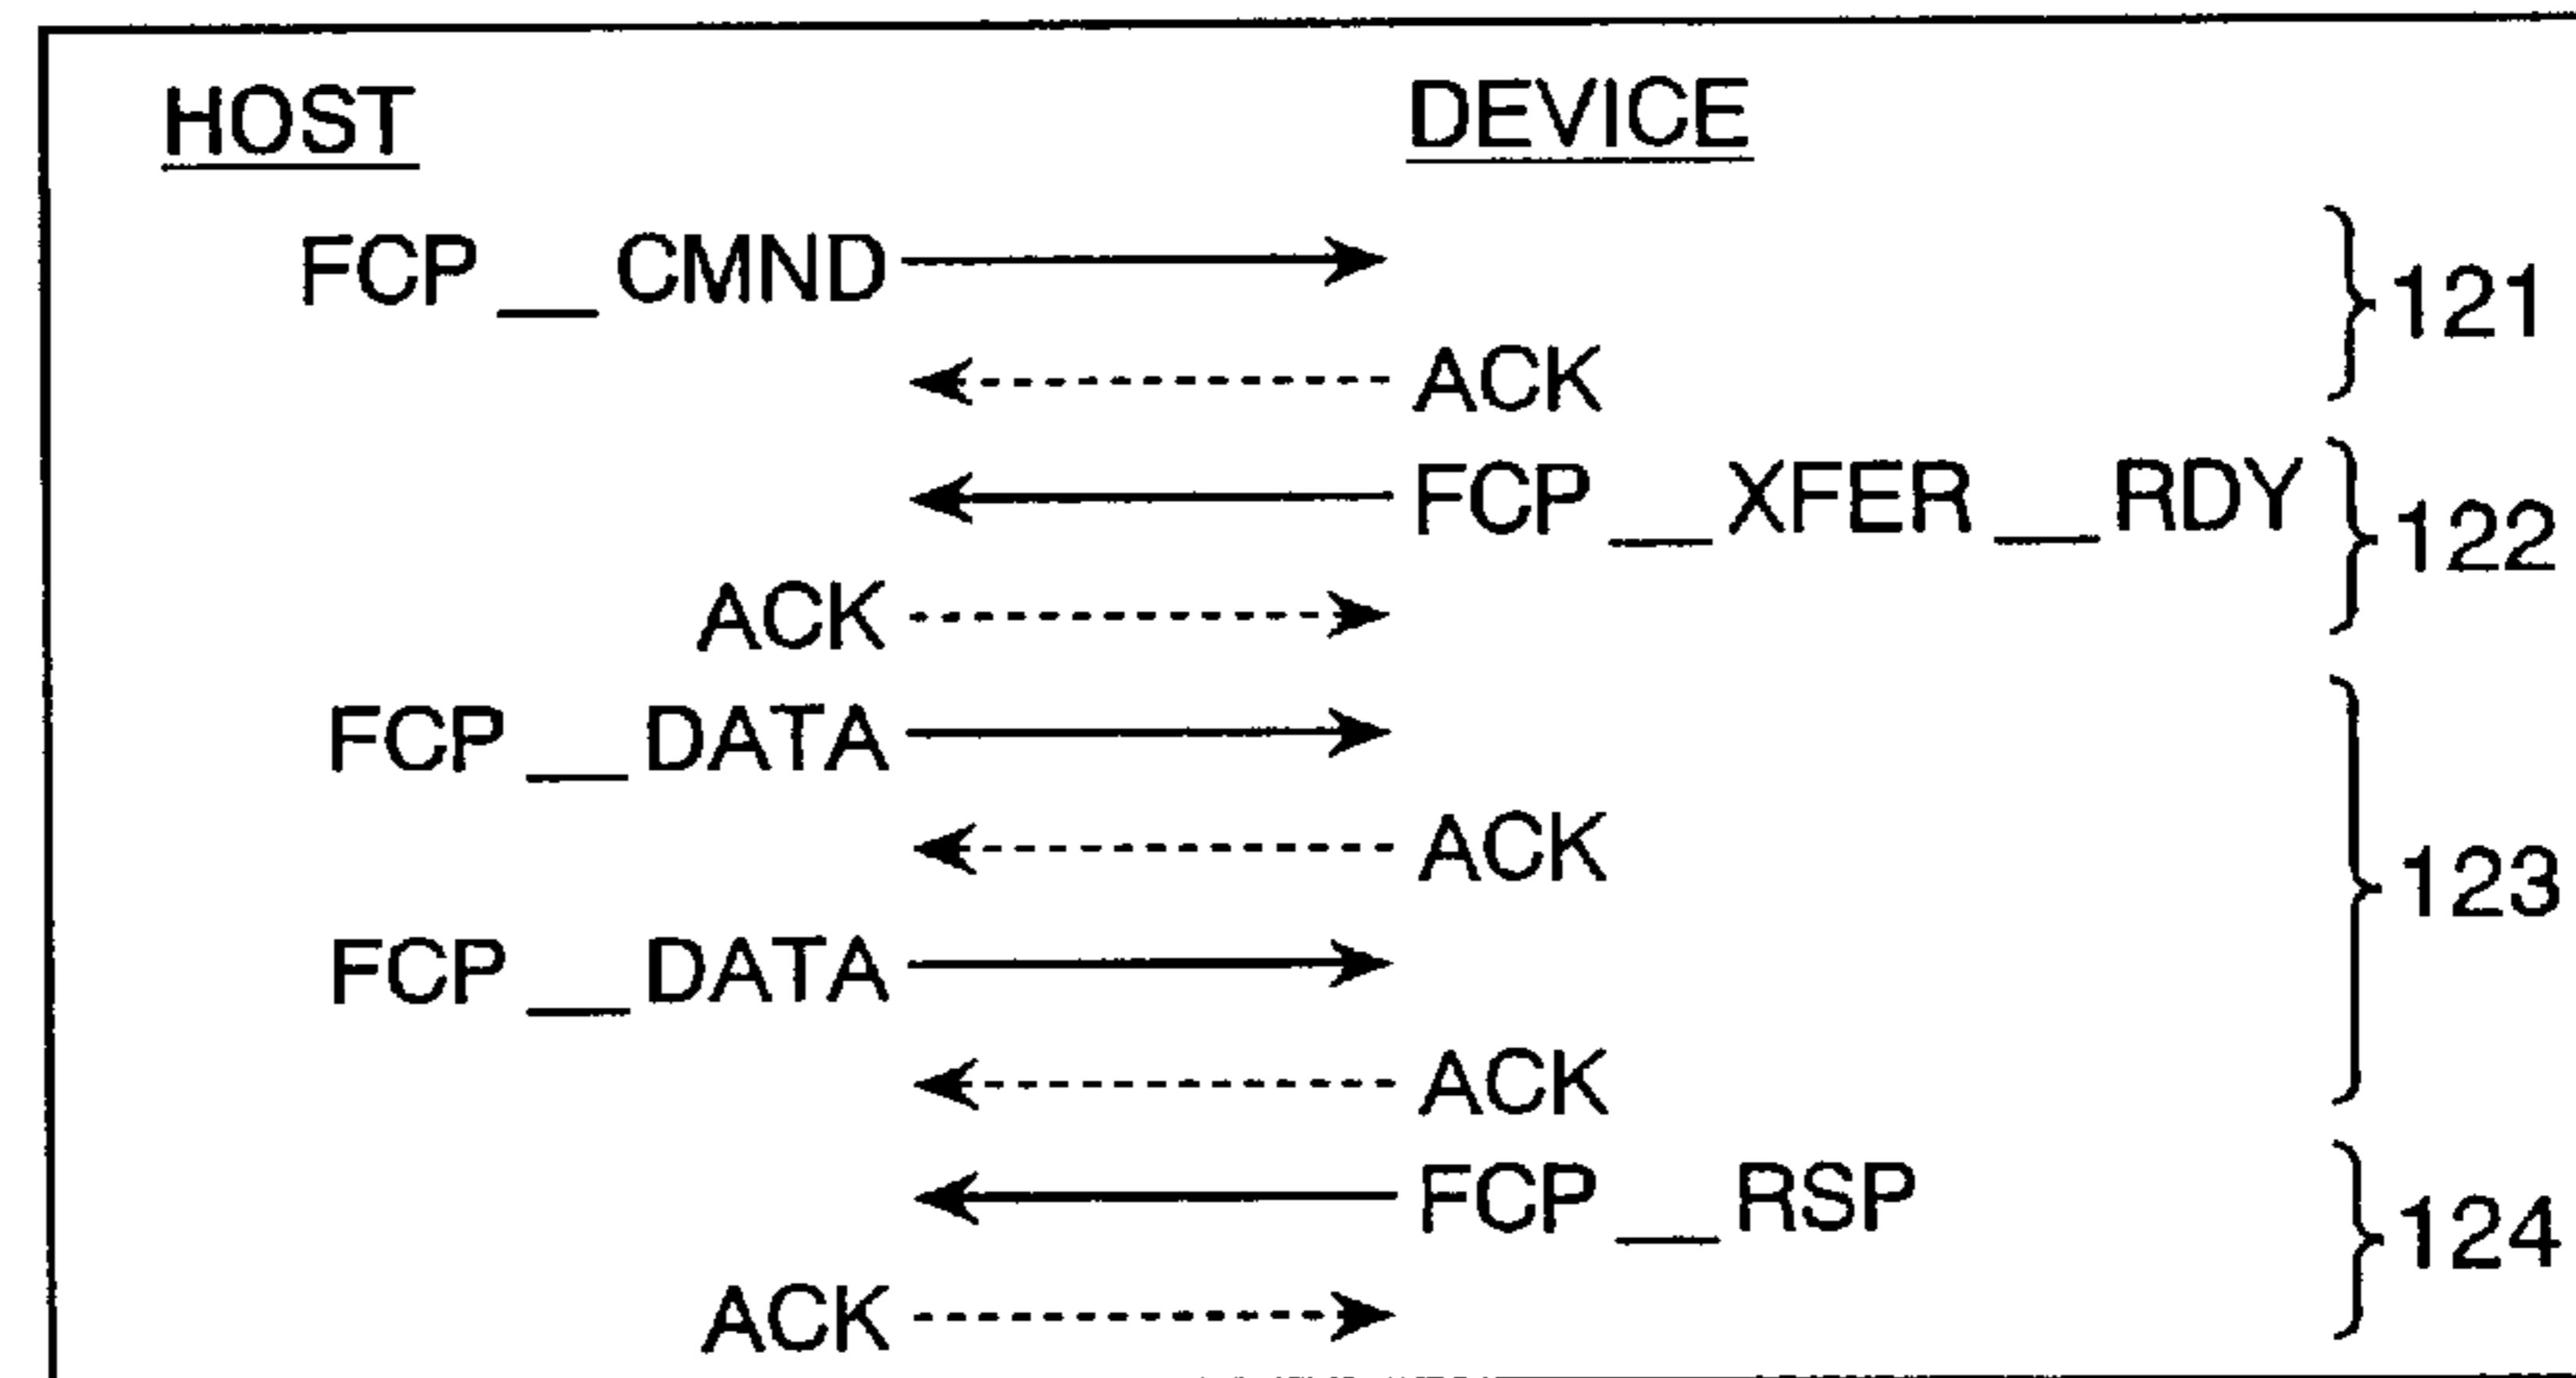 HOST DEVICE
FCP__CMND
121
ACK
FCP__XFER__RDY
122
ACK
FCP__DATA
ACK
123
FCP__DATA
ACK
FCP__RSP
124
ACK